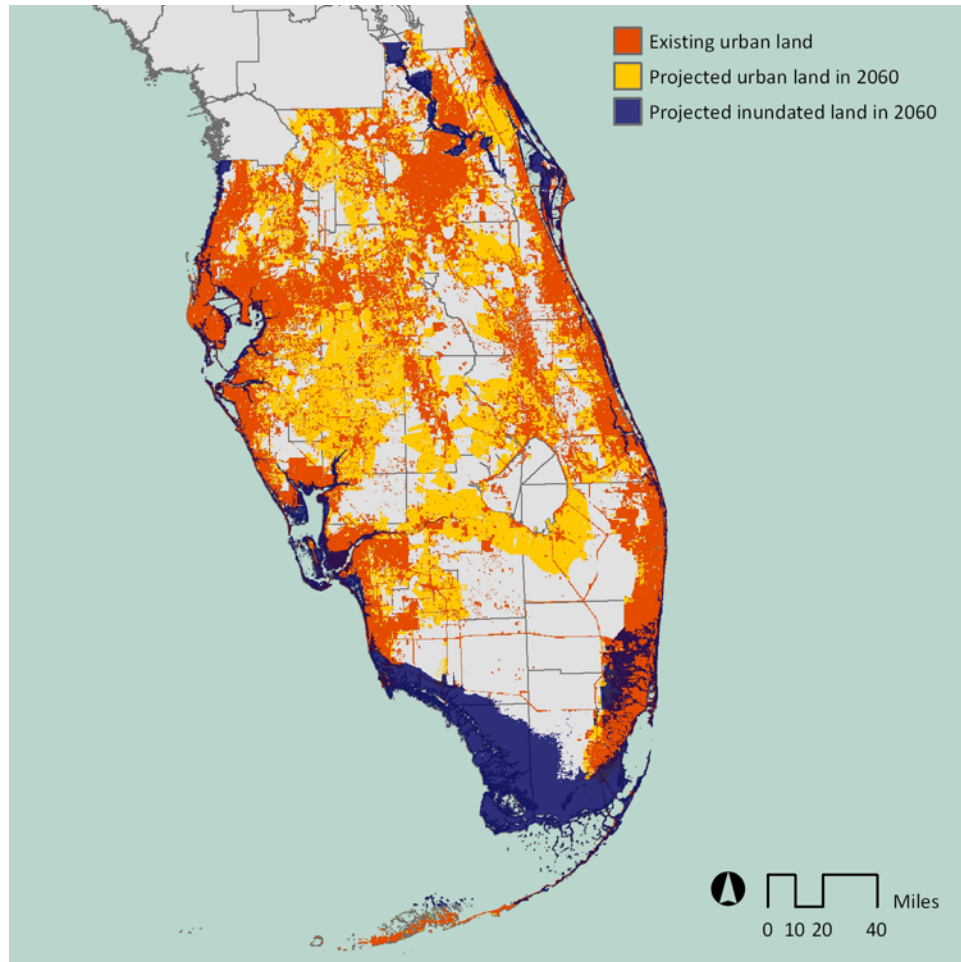 Existing urban land
Projected urban land in 2060
Projected inundated land in 2060
Miles
0 10 20 40